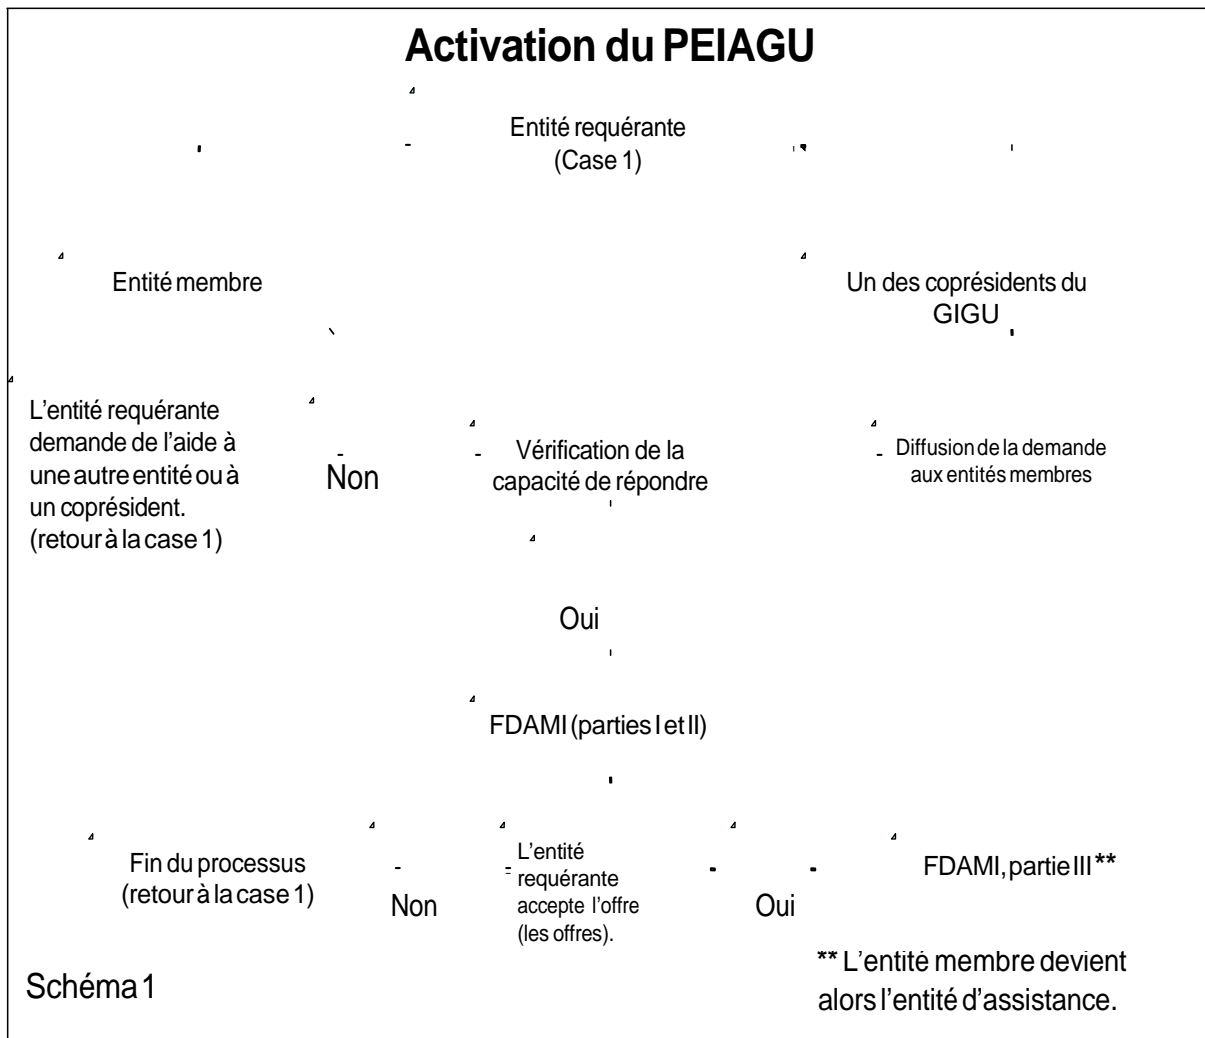 Activation du PEIAGU
Entité requérante
(Case 1)
Entité membre
Un des coprésidents du
GIGU
L’entité requérante
demande de l’aide à
une autre entité ou à
un coprésident.
(retour à la case 1)
Non
Vérification de la
capacité de répondre
Diffusion de la demande
aux entités membres
Oui
FDAMI (parties I et II)
Fin du processus
(retour à la case 1)
Non
L’entité
requérante
accepte l’offre
(les offres).
Oui
FDAMI, partie III**
Schéma 1
** L’entité membre devient
alors l’entité d’assistance.